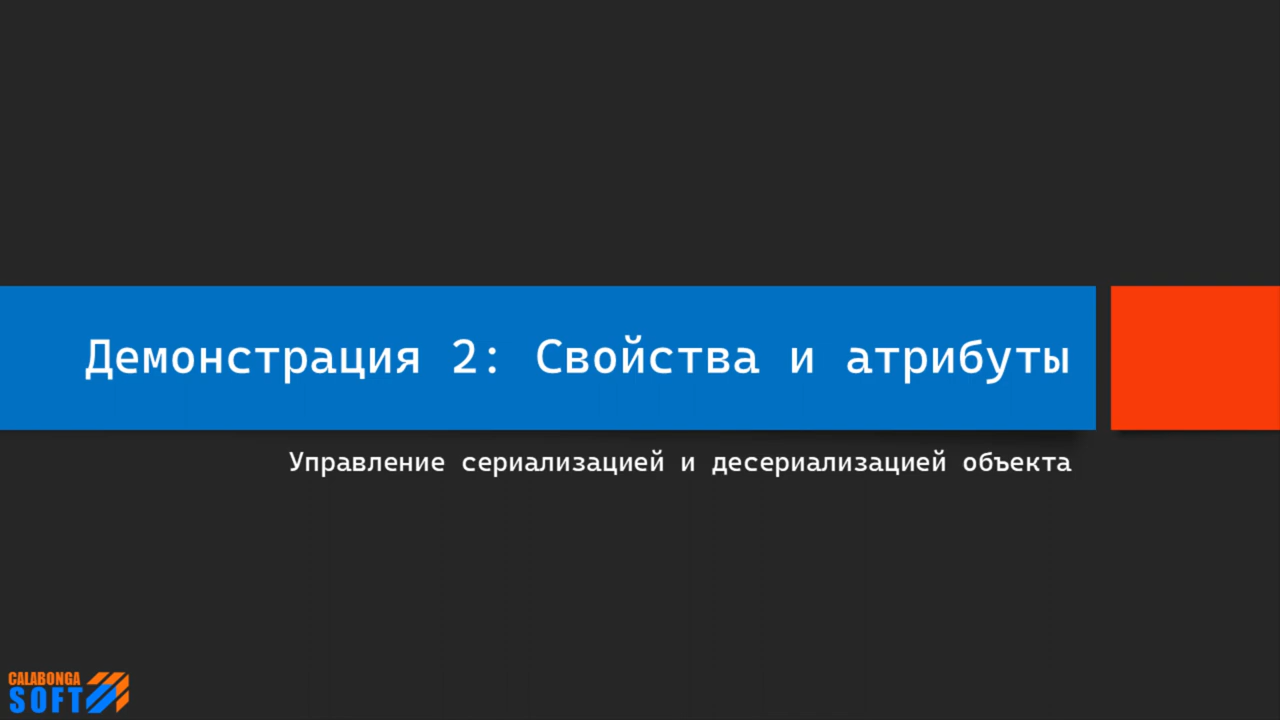 Демонстрация 2: Свойства и атрибуты
Управление сериализацией и десериализацией объекта
CALABONGA
SOFT